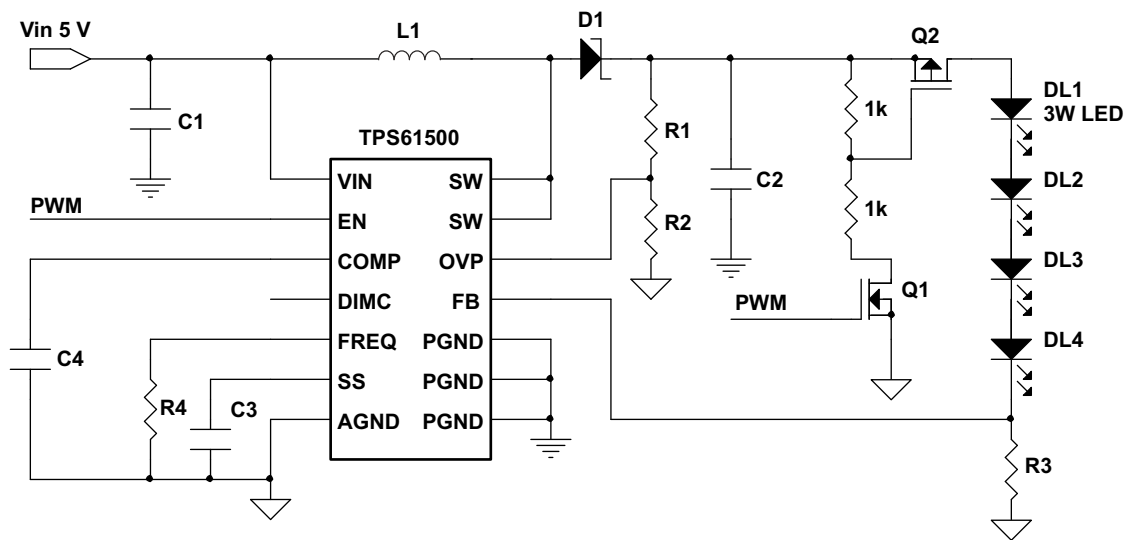 Vin 5 V
L1
D1
Q2
C1
TPS61500
R1
1k
DL1
3W LED
VIN
SW
C2
PWM
EN
SW
R2
1k
DL2
COMP
OVP
DIMC
FB
PWM
Q1
DL3
C4
FREQ
PGND
DL4
R4
C3
SS
PGND
AGND
PGND
R3